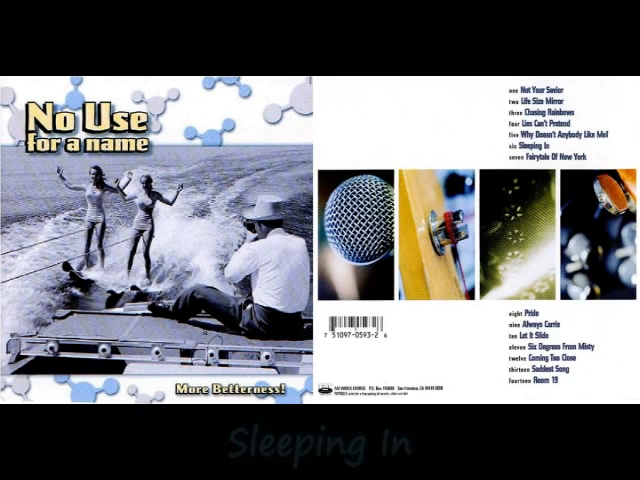 No Use
for a name
More Betterness!
one Not Your Savior
two Life Size Mirror
three Chasing Rainbows
four Lies Can't Pretend
five Why Doesn't Anybody Like Me?
six Sleeping In
seven Fairytale Of New York
7 51097-0593-2 6
eight Pride
nine Always Carrie
ten Let It Slide
eleven Six Degrees From Misty
twelve Coming Too Close
thirteen Saddest Song
fourteen Room 19
Sleeping In